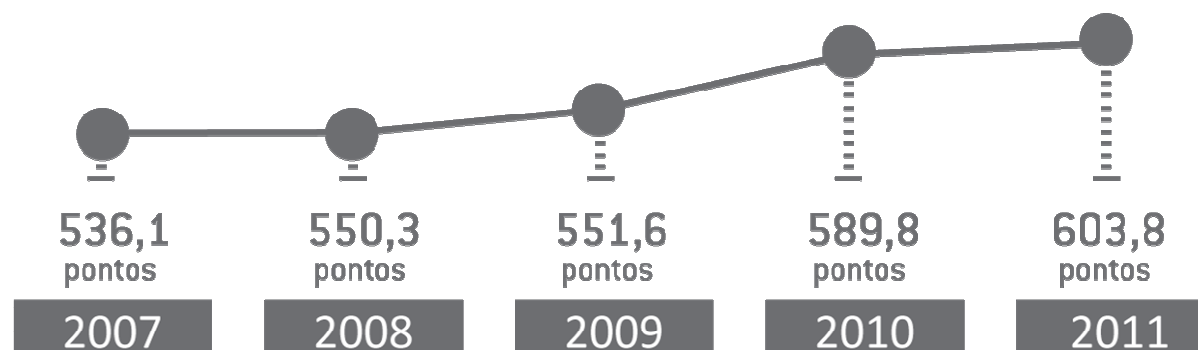 536,1 550,3 551,6 589,8 603,8
pontos pontos pontos pontos pontos
2007 2008 2009 2010 2011